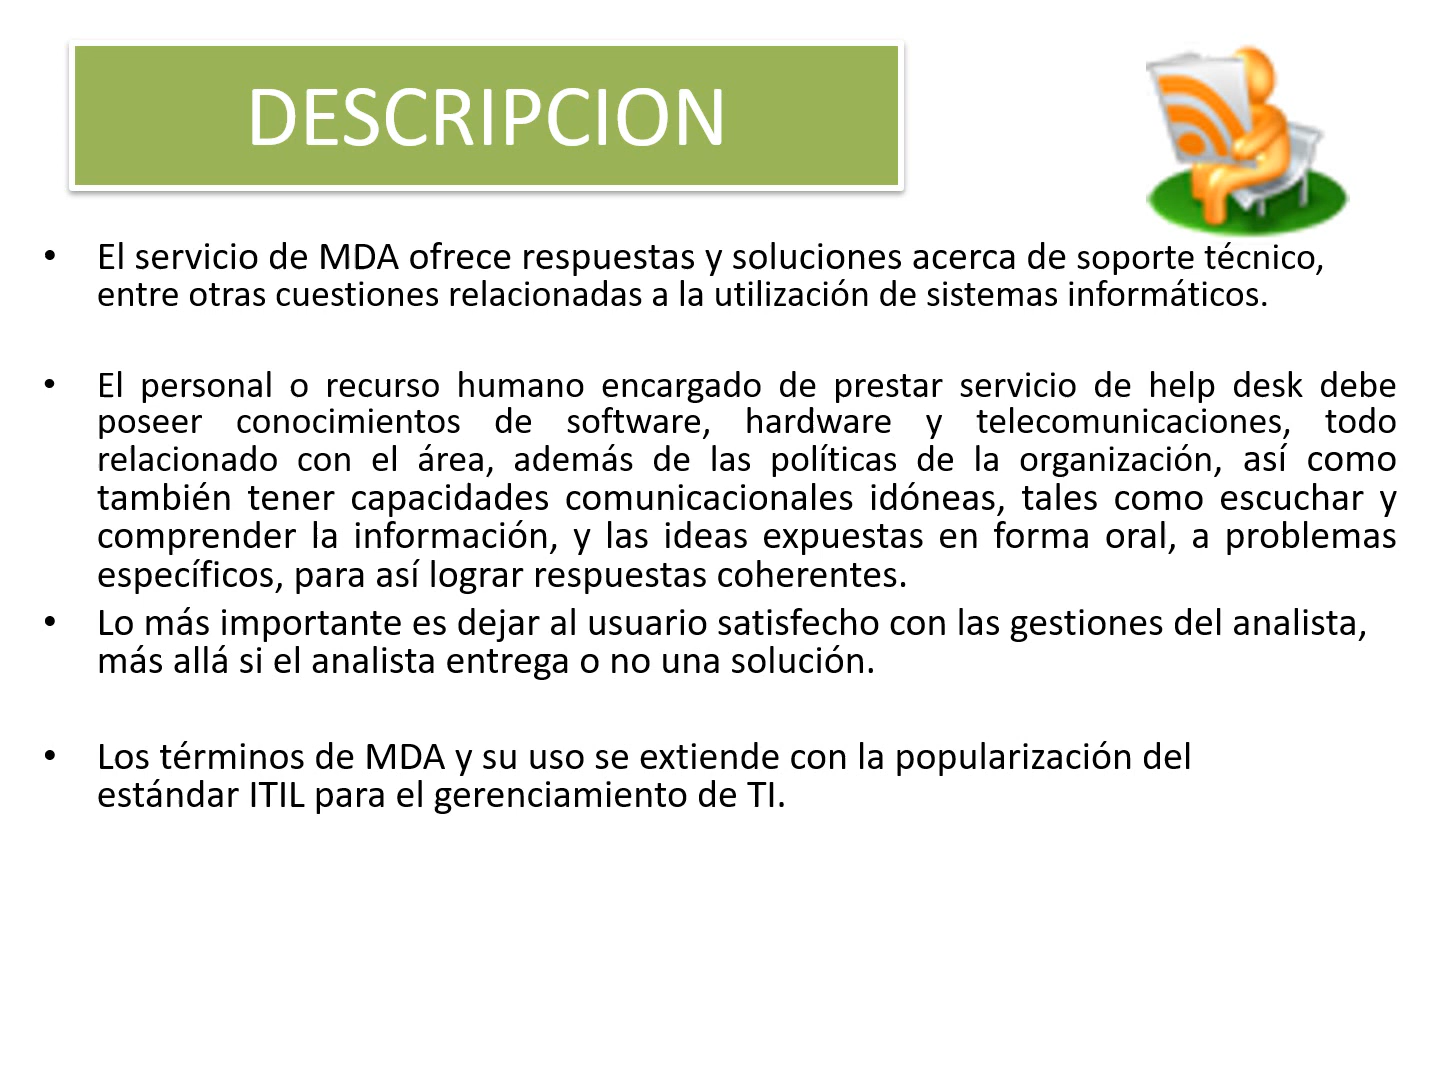 DESCRIPCION
• El servicio de MDA ofrece respuestas y soluciones acerca de soporte técnico,
entre otras cuestiones relacionadas a la utilización de sistemas informáticos.
• El personal o recurso humano encargado de prestar servicio de help desk debe
poseer conocimientos de software, hardware y telecomunicaciones, todo
relacionado con el área, además de las políticas de la organización, así como
también tener capacidades comunicacionales idóneas, tales como escuchar y
comprender la información, y las ideas expuestas en forma oral, a problemas
específicos, para así lograr respuestas coherentes.
• Lo más importante es dejar al usuario satisfecho con las gestiones del analista,
más allá si el analista entrega o no una solución.
• Los términos de MDA y su uso se extiende con la popularización del
estándar ITIL para el gerenciamiento de TI.